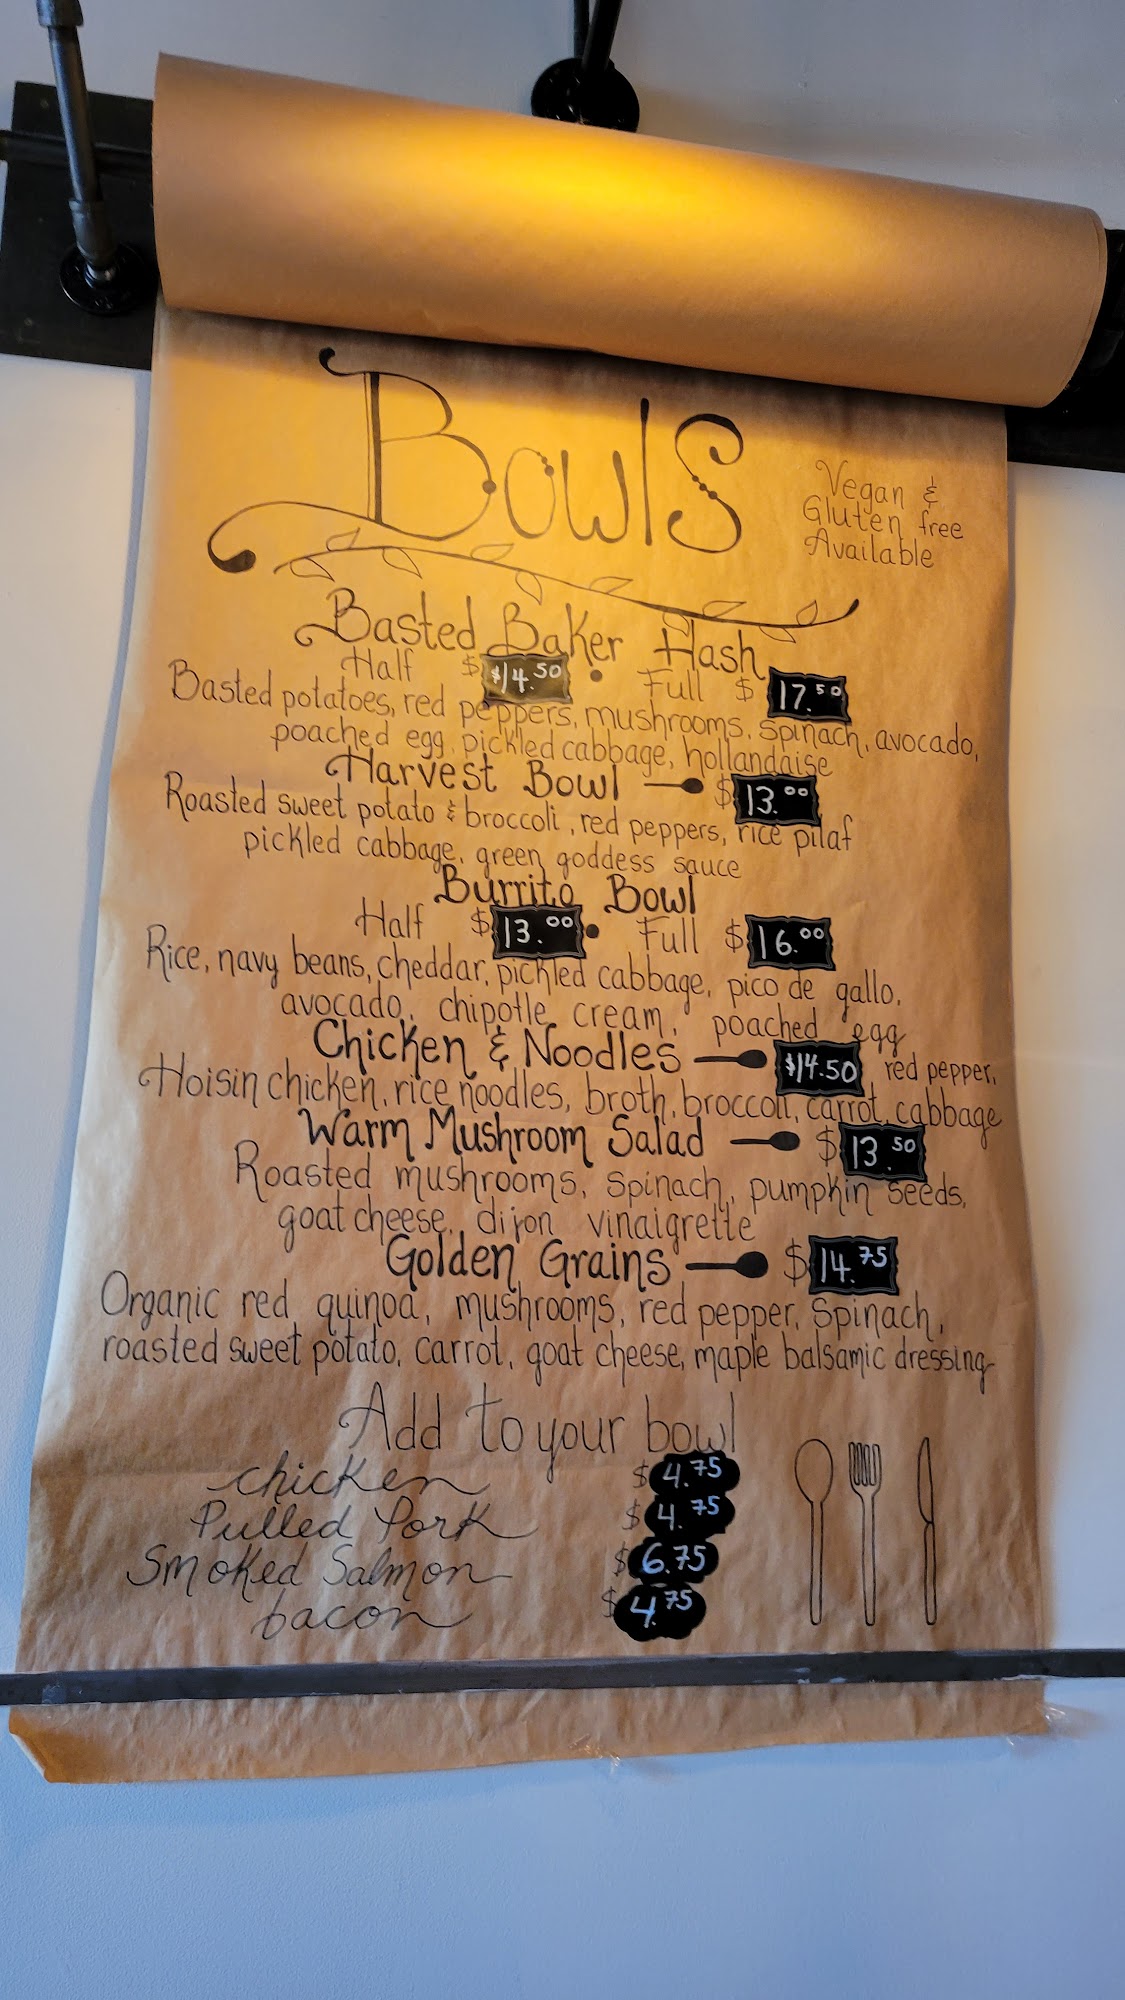 Bowls
Vegan &
Gluten free
Available
Basted Baker Hash
Half $ $14.50 • Full $ 17.50
Basted potatoes, red peppers, mushrooms, spinach, avocado,
poached egg, pickled cabbage, hollandaise
Harvest Bowl $ 13.00
Roasted sweet potato & broccoli, red peppers, rice pilaf
pickled cabbage, green goddess sauce
Burrito Bowl
Half $ 13.00 • Full $ 16.00
Rice, navy beans, cheddar, pickled cabbage, pico de gallo,
avocado, chipotle cream, poached egg
Chicken & Noodles $14.50 red pepper,
Hoisin chicken, rice noodles, broth, broccoli, carrot, cabbage
Warm Mushroom Salad $ 13.50
Roasted mushrooms, spinach, pumpkin seeds,
goat cheese, dijon vinaigrette
Golden Grains $ 14.75
Organic red quinoa, mushrooms, red pepper, spinach,
roasted sweet potato, carrot, goat cheese, maple balsamic dressing
Add to your bowl
chicken $ 4.75
Pulled Pork $ 4.75
Smoked Salmon $ 6.75
bacon $ 4.75